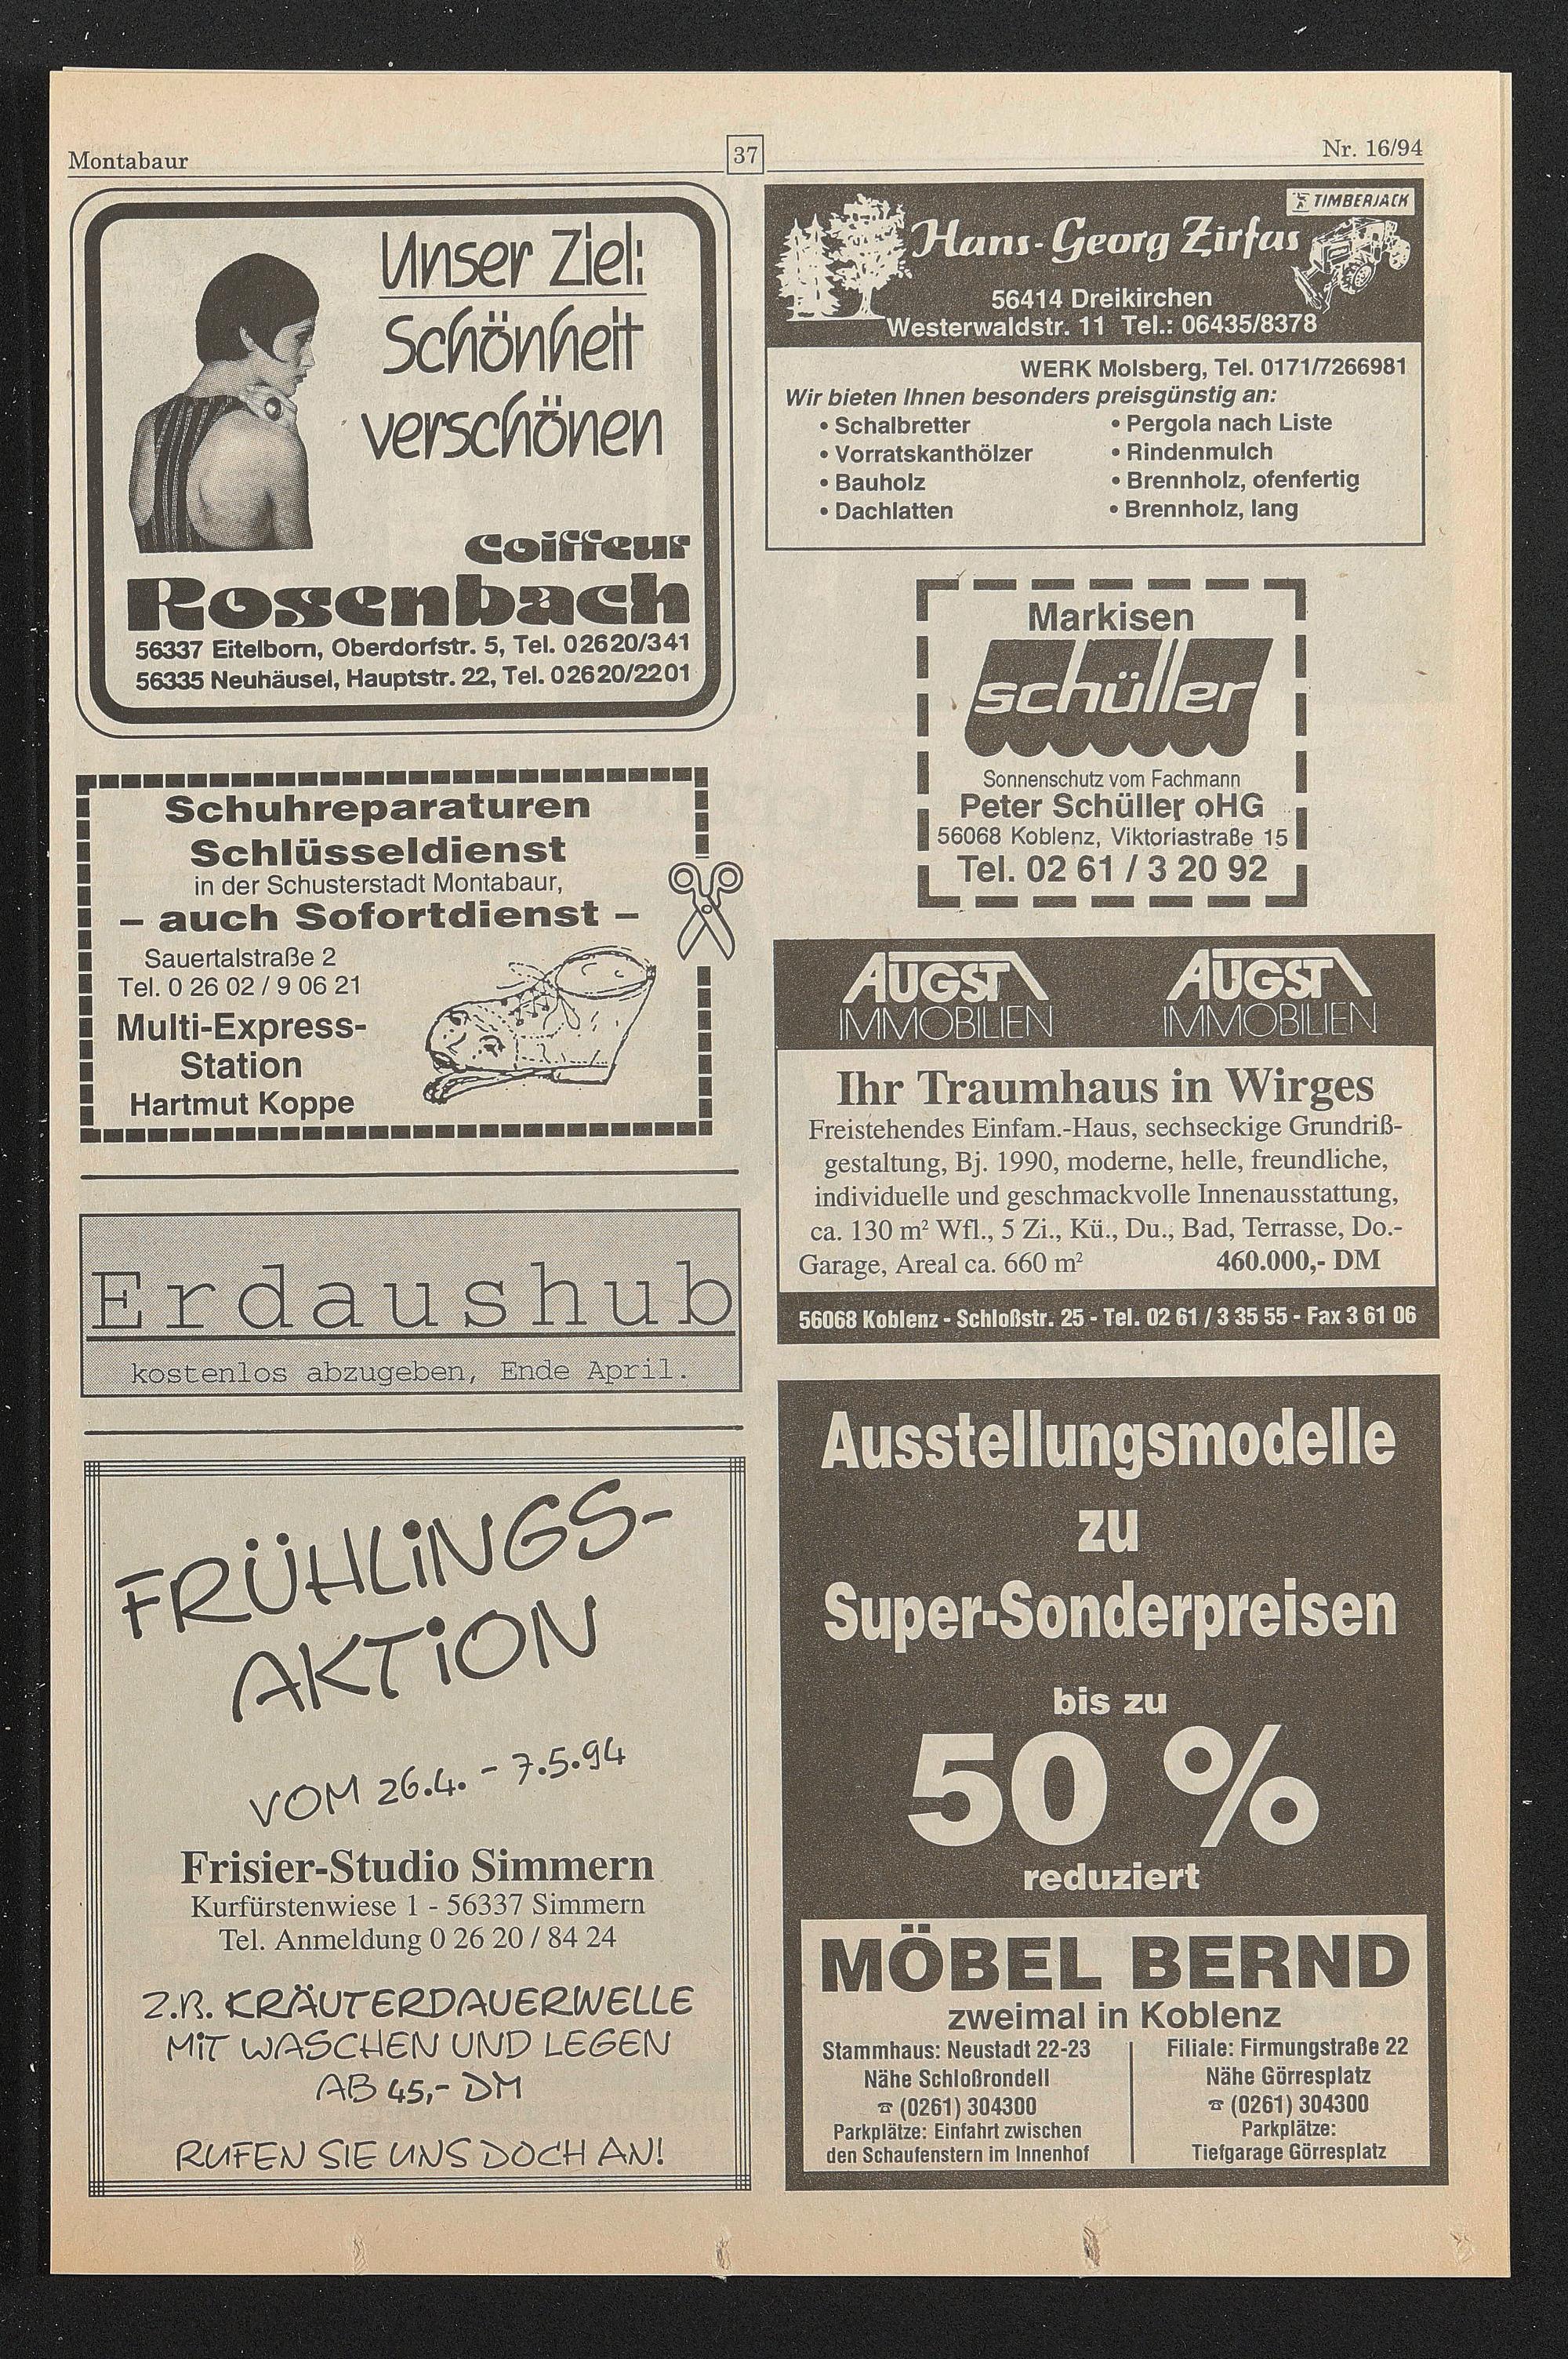 Montabaur
37
Nr. 16/94
Unser Ziel:
Schönheit
verschönen
Coiffeur
Rosenbach
56337 Eitelborn, Oberdorfstr. 5, Tel. 02620/341
56335 Neuhäusel, Hauptstr. 22, Tel. 02620/2201
Schuhreparaturen
Schlüsseldienst
in der Schusterstadt Montabaur,
– auch Sofortdienst –
Sauertalstraße 2
Tel. 0 26 02 / 9 06 21
Multi-Express-
Station
Hartmut Koppe
Erdaushub
kostenlos abzugeben, Ende April.
FRÜHLINGS-
AKTION
VOM 26.4. - 7.5.94
Frisier-Studio Simmern
Kurfürstenwiese 1 - 56337 Simmern
Tel. Anmeldung 0 26 20 / 84 24
Z.B. KRÄUTERDAUERWELLE
MIT WASCHEN UND LEGEN
AB 45,- DM
RUFEN SIE UNS DOCH AN!
TIMBERJACK
Hans-Georg Zirfas
56414 Dreikirchen
Westerwaldstr. 11 Tel.: 06435/8378
WERK Molsberg, Tel. 0171/7266981
Wir bieten Ihnen besonders preisgünstig an:
• Schalbretter
• Vorratskanthölzer
• Bauholz
• Dachlatten
• Pergola nach Liste
• Rindenmulch
• Brennholz, ofenfertig
• Brennholz, lang
Markisen
schüller
Sonnenschutz vom Fachmann
Peter Schüller oHG
56068 Koblenz, Viktoriastraße 15
Tel. 02 61 / 3 20 92
AUGST
IMMOBILIEN
AUGST
IMMOBILIEN
Ihr Traumhaus in Wirges
Freistehendes Einfam.-Haus, sechseckige Grundriß-
gestaltung, Bj. 1990, moderne, helle, freundliche,
individuelle und geschmackvolle Innenausstattung,
ca. 130 m² Wfl., 5 Zi., Kü., Du., Bad, Terrasse, Do.-
Garage, Areal ca. 660 m² 460.000,- DM
56068 Koblenz - Schloßstr. 25 - Tel. 02 61 / 3 35 55 - Fax 3 61 06
Ausstellungsmodelle
zu
Super-Sonderpreisen
bis zu
50 %
reduziert
MÖBEL BERND
zweimal in Koblenz
Stammhaus: Neustadt 22-23
Nähe Schloßrondell
☎ (0261) 304300
Parkplätze: Einfahrt zwischen
den Schaufenstern im Innenhof
Filiale: Firmungstraße 22
Nähe Görresplatz
☎ (0261) 304300
Parkplätze:
Tiefgarage Görresplatz